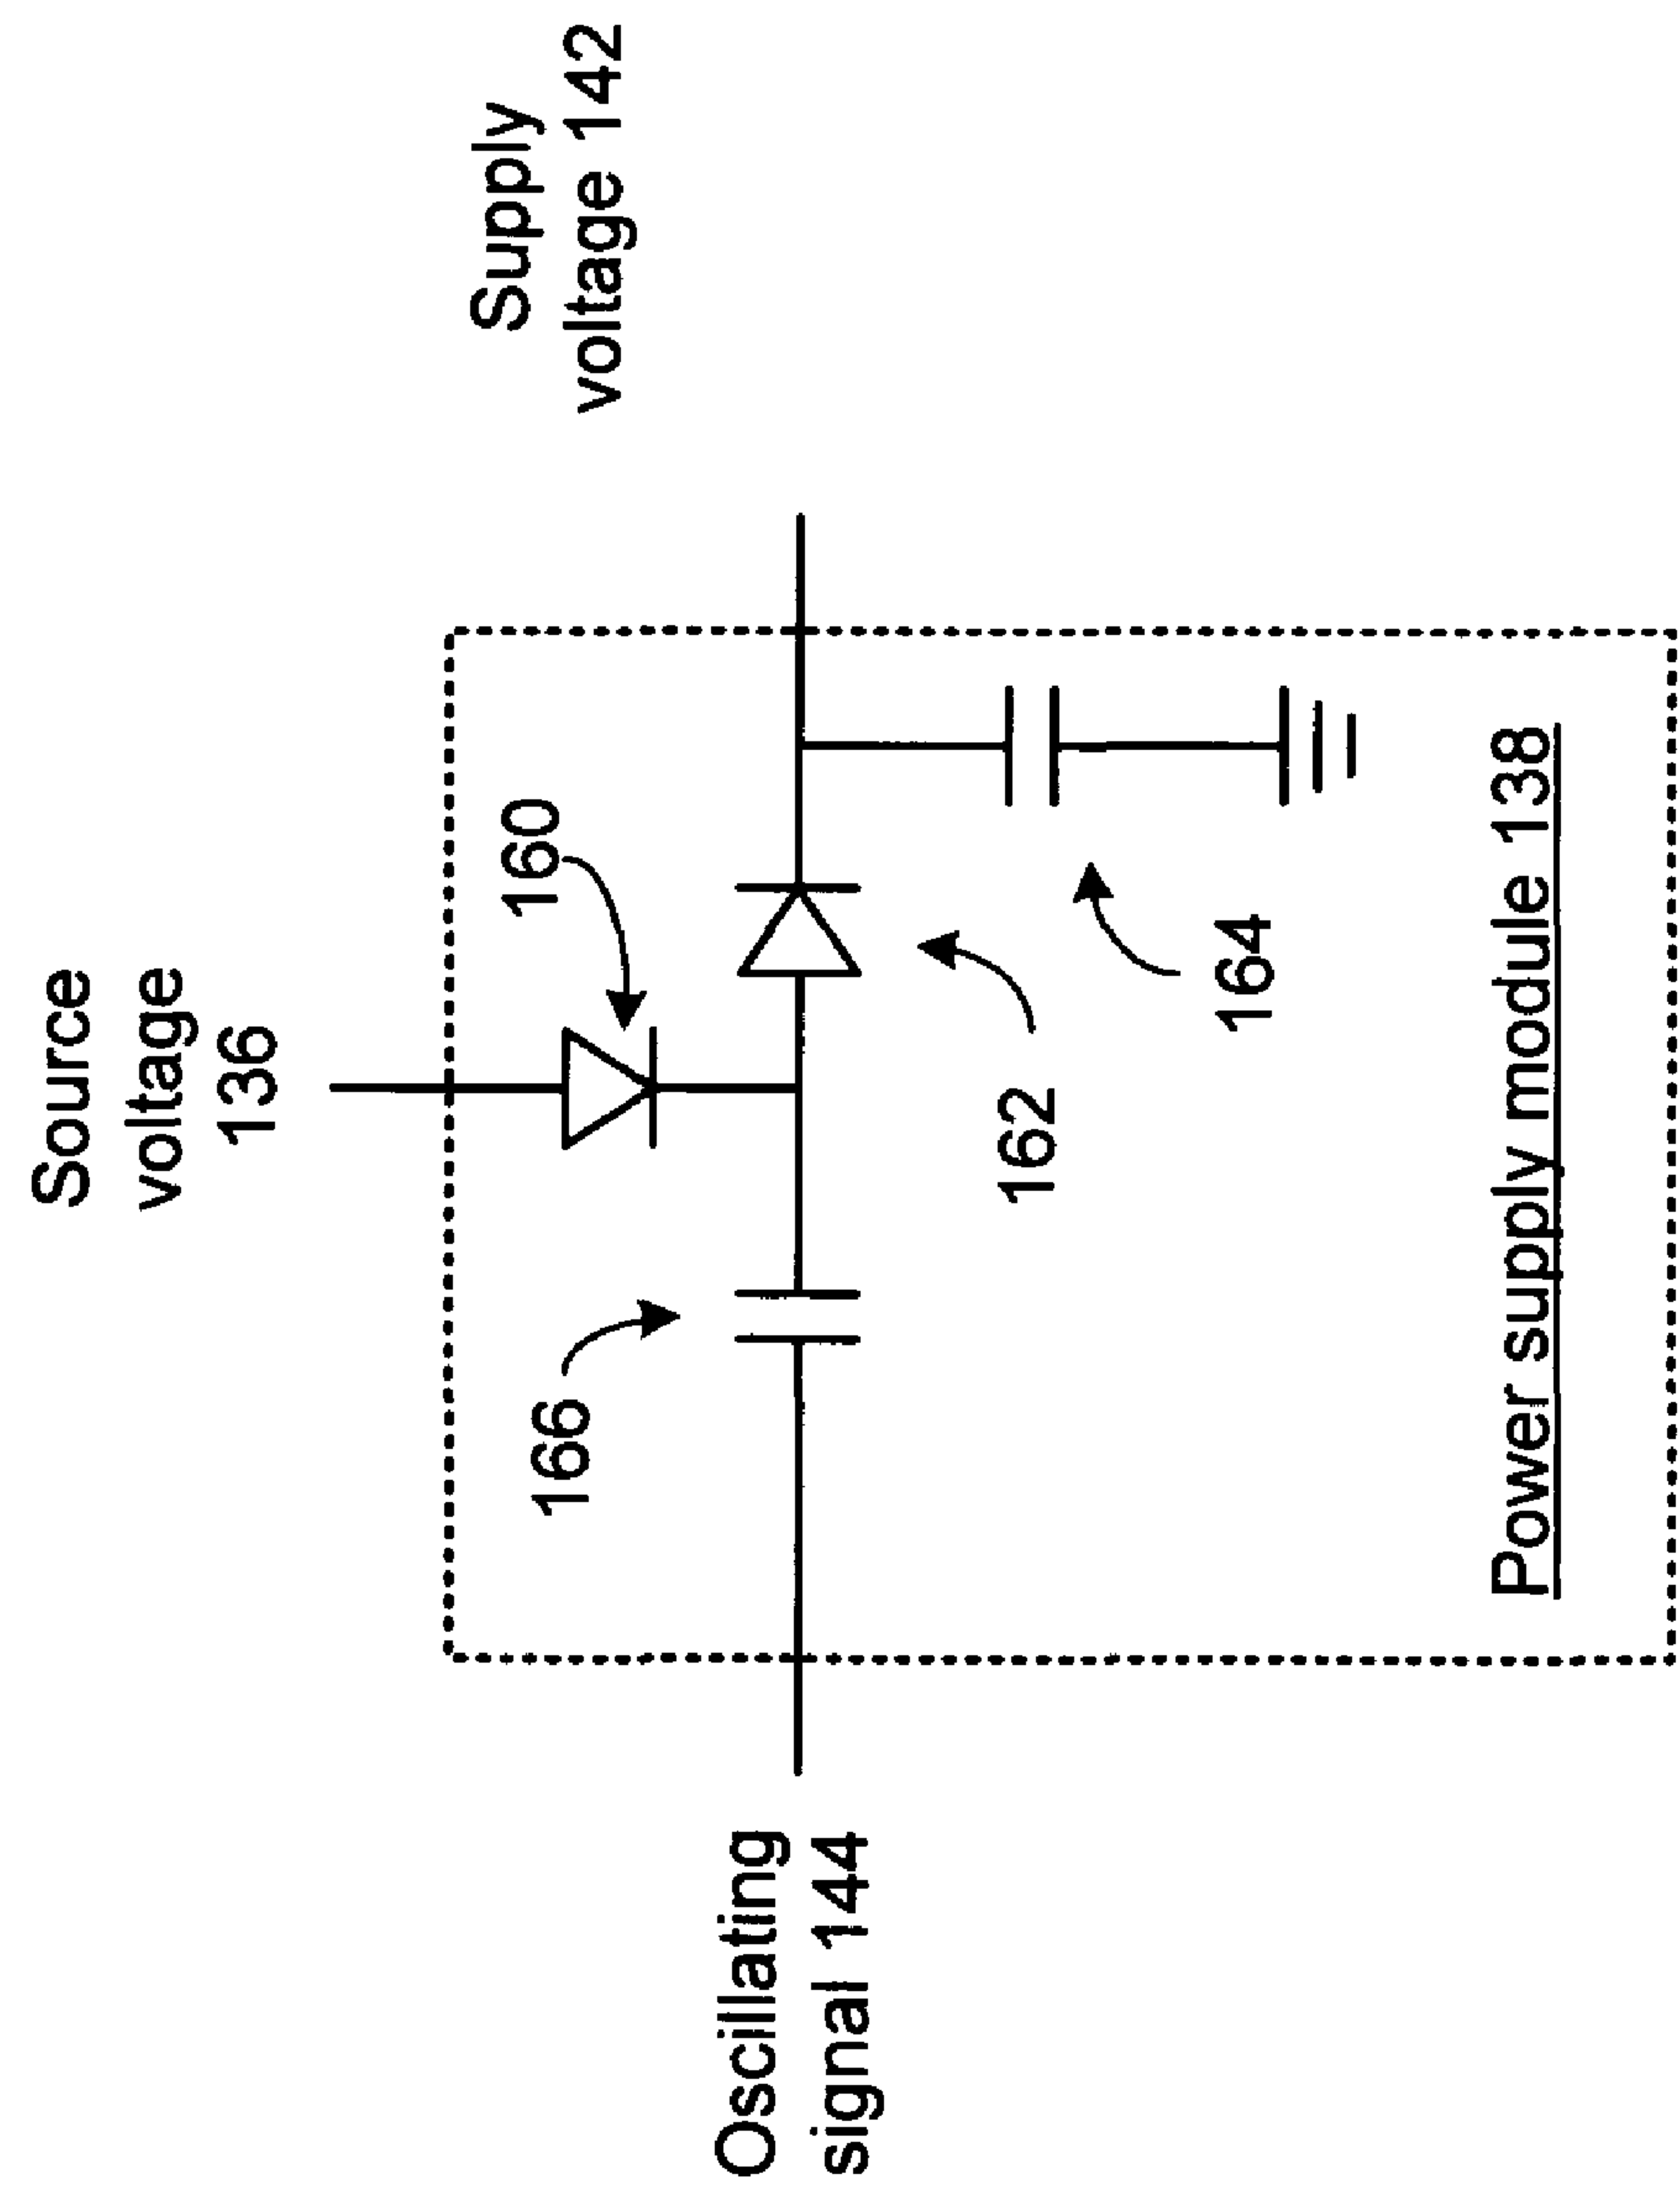 Source
voltage
136
Supply
voltage 142
Oscillating
signal 144
166
160
162
164
Power supply module 138